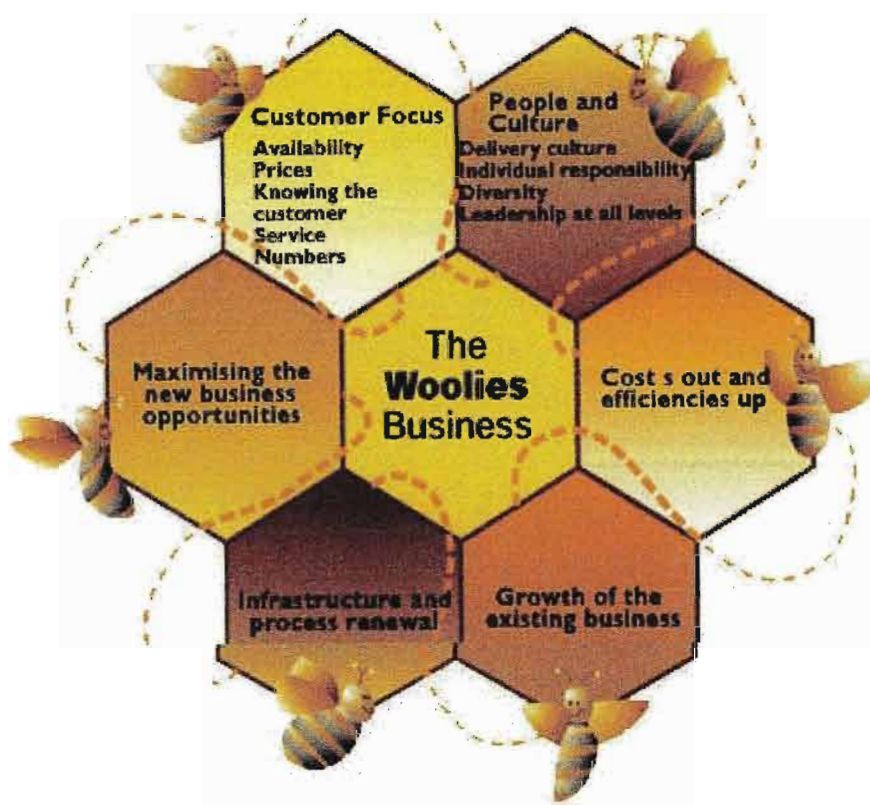 Customer Focus
Availability
Prices
Knowing the
customer
Service
Numbers
People and
Culture
Delivery culture
Individual responsibility
Diversity
Leadership at all levels
Maximising the
new business
opportunities
The
Woolies
Business
Cost s out and
efficiencies up
Infrastructure and
process renewal
Growth of the
existing business